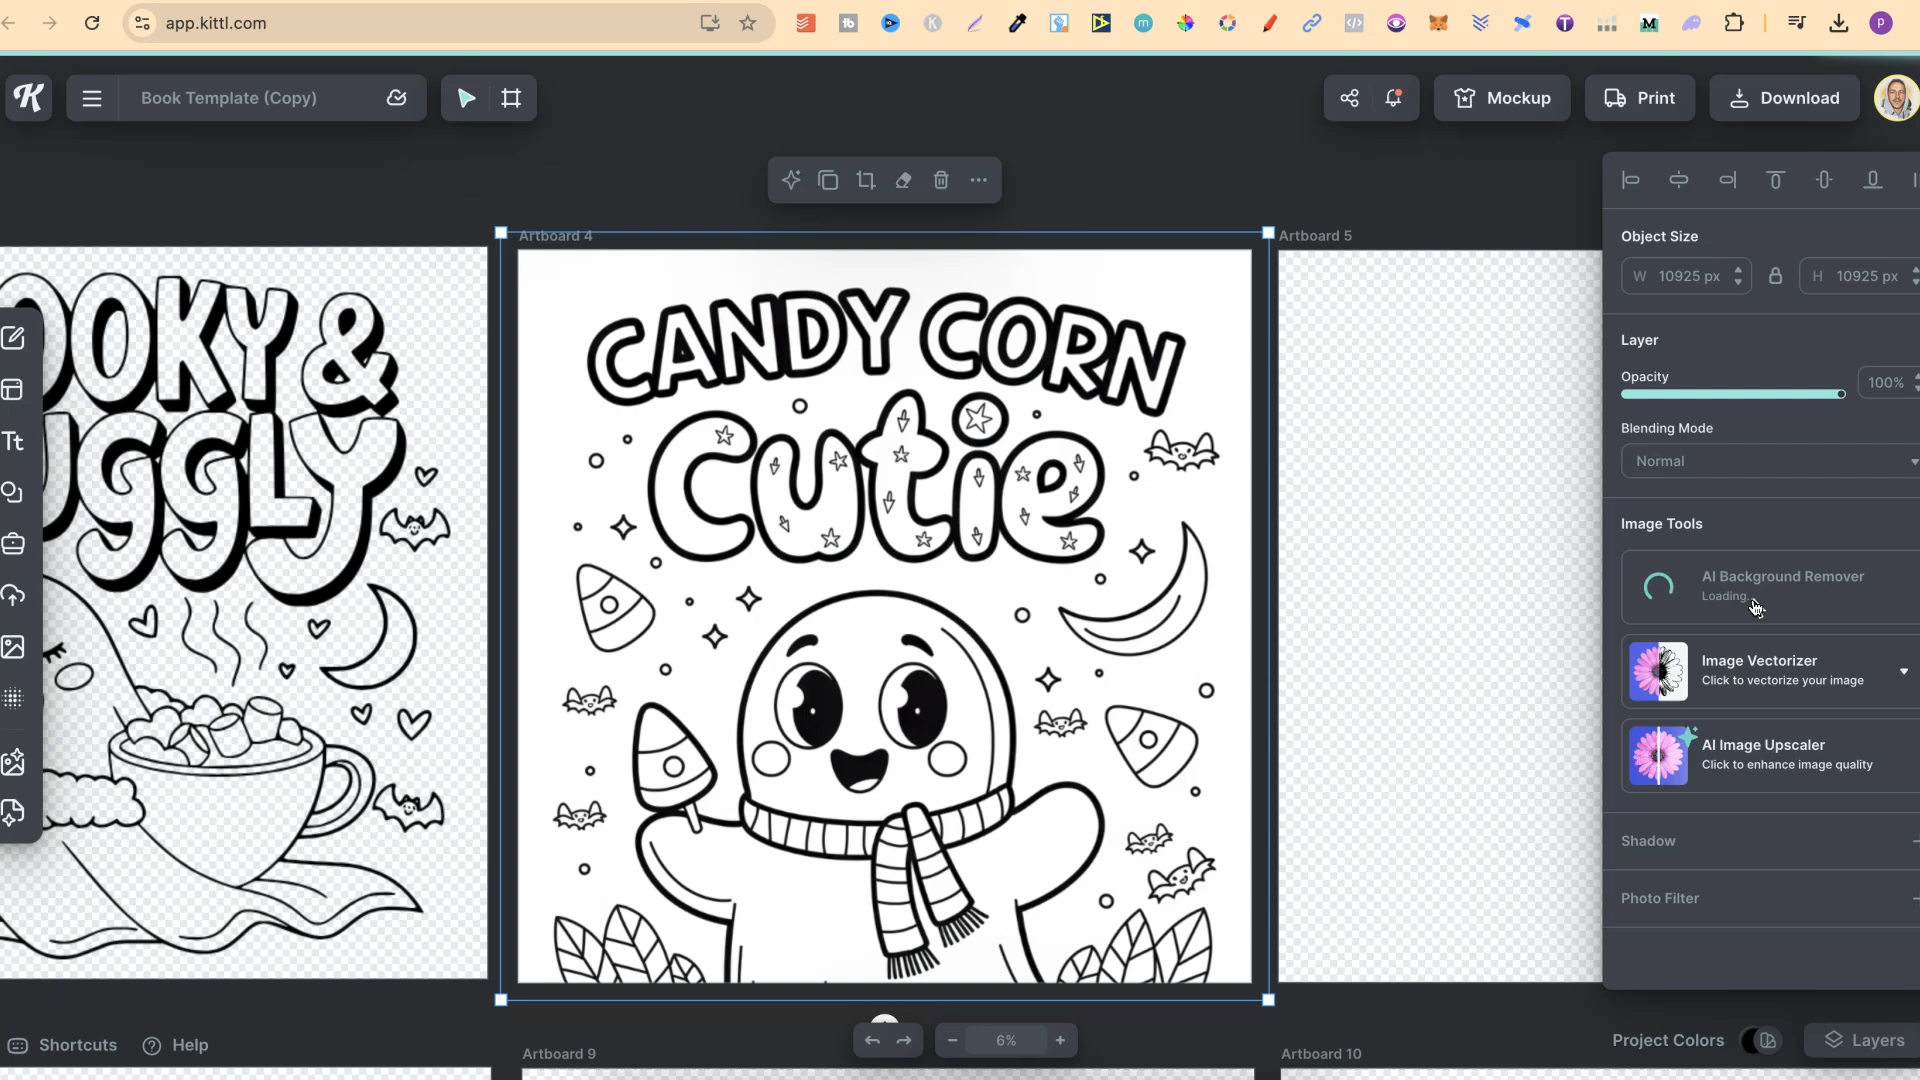 app.kittl.com
Book Template (Copy)
Mockup
Print
Download
Artboard 4
Artboard 5
OOKY &
UGGLY
CANDY CORN
Cutie
Object Size
W 10925 px
H 10925 px
Layer
Opacity
100%
Blending Mode
Normal
Image Tools
AI Background Remover
Loading...
Image Vectorizer
Click to vectorize your image
AI Image Upscaler
Click to enhance image quality
Shadow
Photo Filter
Shortcuts
Help
6%
Project Colors
Layers
Artboard 9
Artboard 10